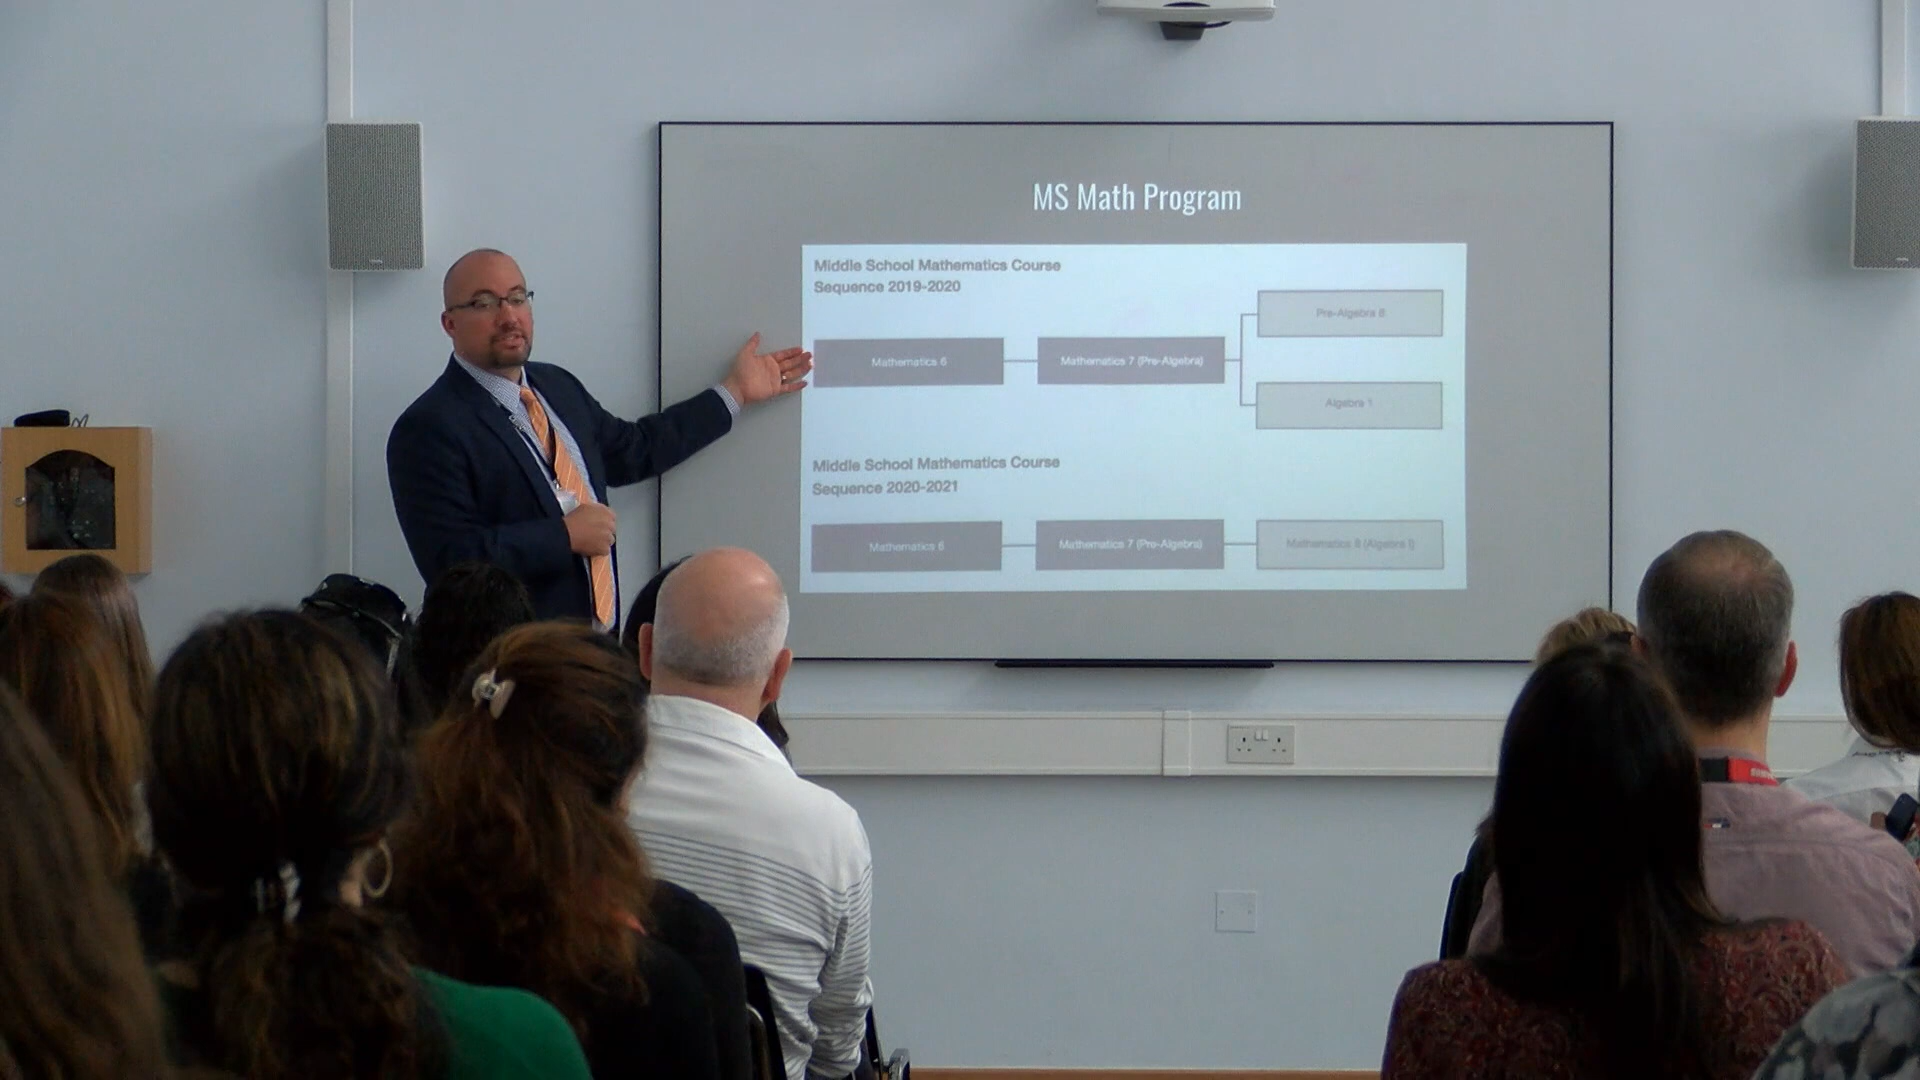 MS Math Program
Middle School Mathematics Course
Sequence 2019-2020
Mathematics 6
Mathematics 7 (Pre-Algebra)
Pre-Algebra 8
Algebra 1
Middle School Mathematics Course
Sequence 2020-2021
Mathematics 6
Mathematics 7 (Pre-Algebra)
Mathematics 8 (Algebra I)